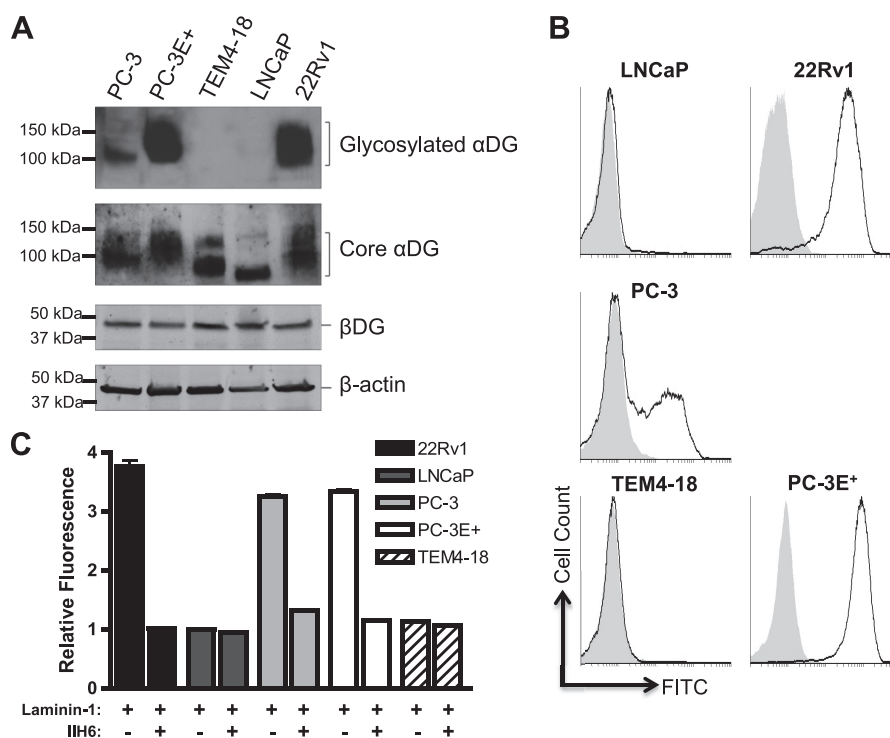 A
PC-3
PC-3E+
TEM4-18
LNCaP
22Rv1
150 kDa
100 kDa
Glycosylated αDG
150 kDa
100 kDa
Core αDG
50 kDa
37 kDa
βDG
50 kDa
37 kDa
β-actin
B
LNCaP
22Rv1
PC-3
TEM4-18
PC-3E+
Cell Count
FITC
C
Relative Fluorescence
4
3
2
1
0
22Rv1
LNCaP
PC-3
PC-3E+
TEM4-18
Laminin-1: + + + + + + + + + +
IIH6: - + - + - + - + - +